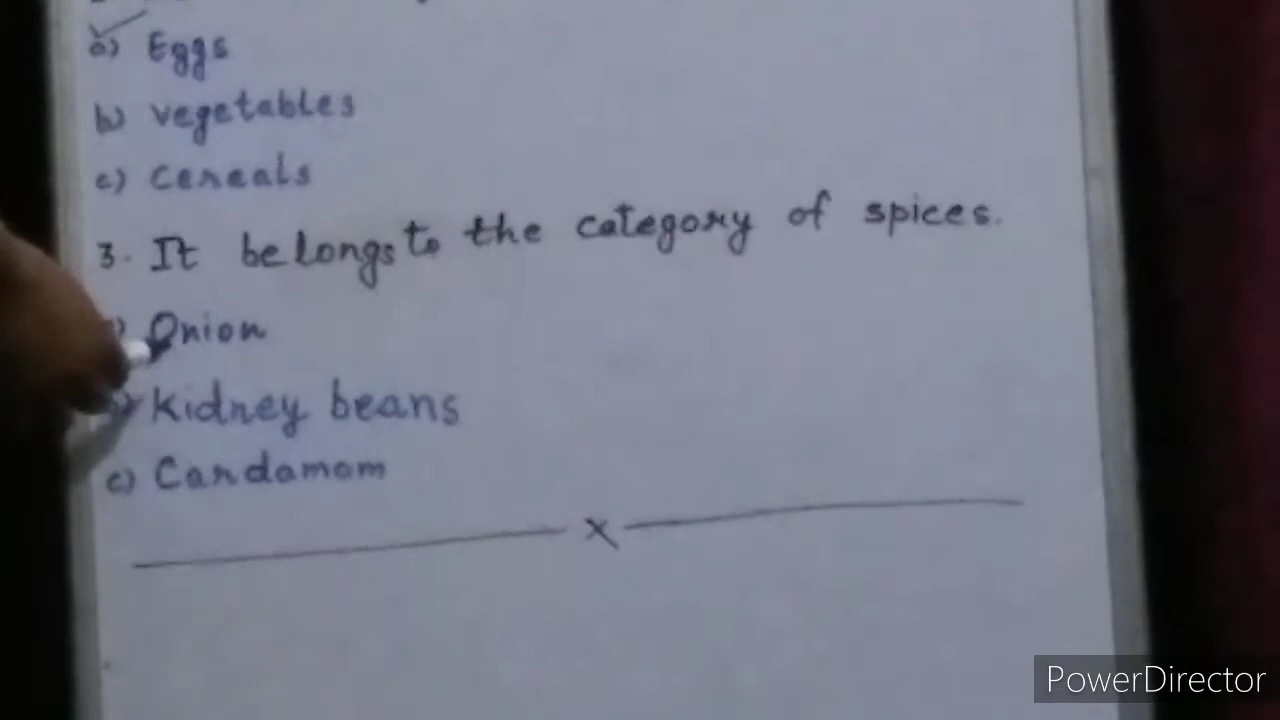 a) Eggs
b) vegetables
c) cereals
3. It belongs to the category of spices.
Onion
Kidney beans
c) Cardamom
x
PowerDirector